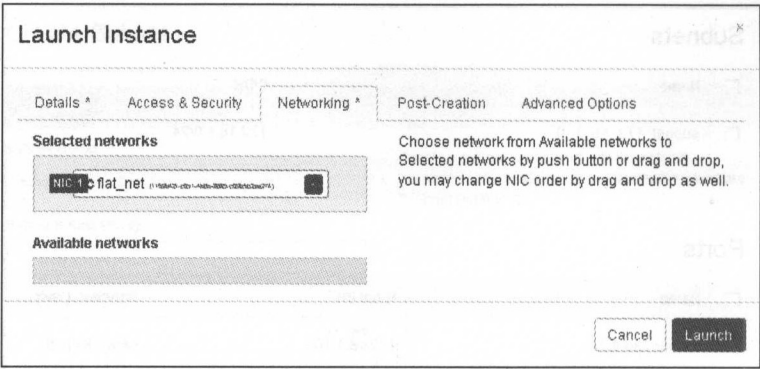 Launch Instance
×
Details * Access & Security Networking * Post-Creation Advanced Options
Selected networks
NIC:1 flat_net
Available networks
Choose network from Available networks to
Selected networks by push button or drag and drop,
you may change NIC order by drag and drop as well.
Cancel Launch